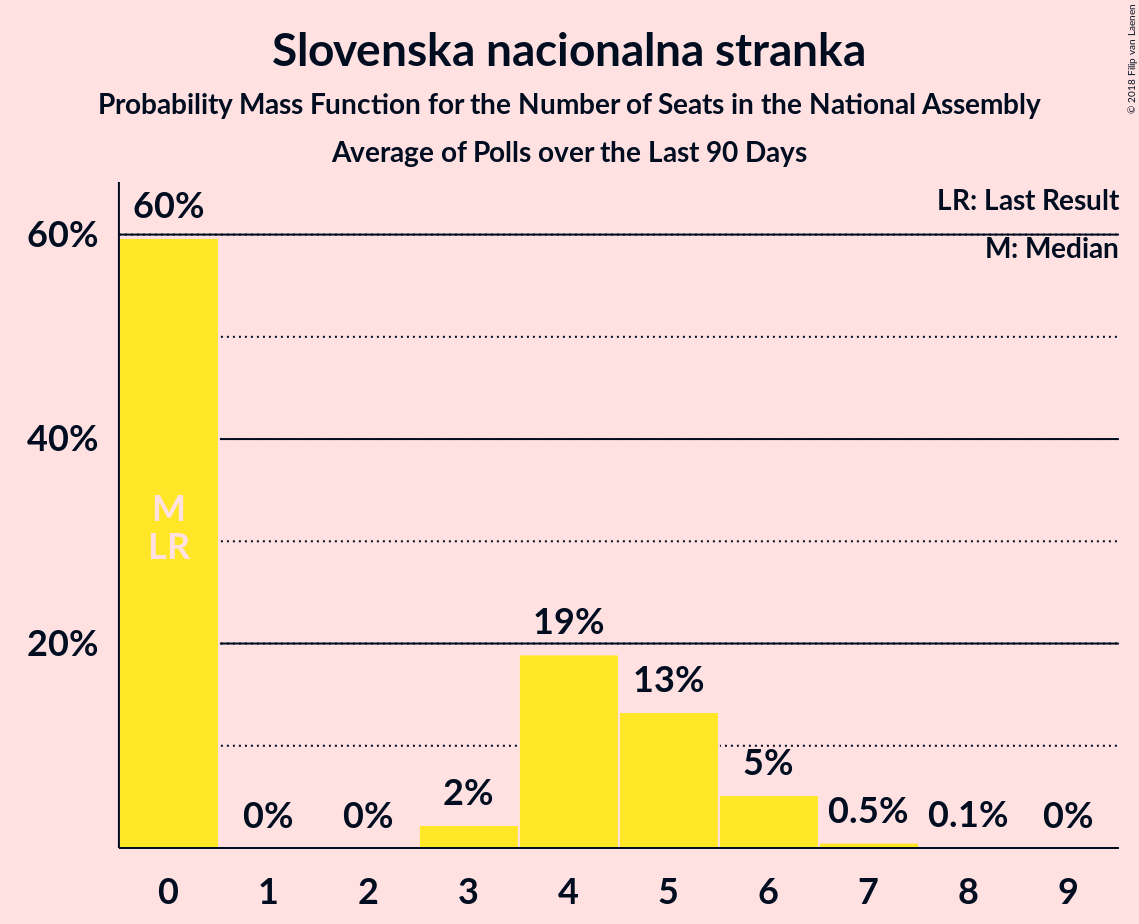 Slovenska nacionalna stranka
Probability Mass Function for the Number of Seats in the National Assembly
Average of Polls over the Last 90 Days
© 2018 Filip van Laenen
LR: Last Result
M: Median
60%
40%
20%
60%
0%
0%
2%
19%
13%
5%
0.5%
0.1%
0%
M
LR
0 1 2 3 4 5 6 7 8 9